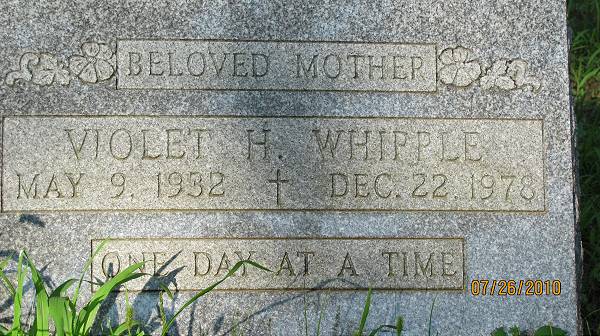 BELOVED MOTHER
VIOLET H. WHIPPLE
MAY 9, 1932 † DEC. 22, 1978
ONE DAY AT A TIME
07/26/2010